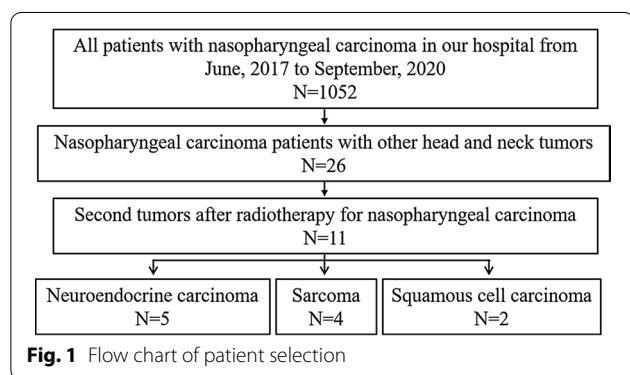 All patients with nasopharyngeal carcinoma in our hospital from
June, 2017 to September, 2020
N=1052
Nasopharyngeal carcinoma patients with other head and neck tumors
N=26
Second tumors after radiotherapy for nasopharyngeal carcinoma
N=11
Neuroendocrine carcinoma
N=5
Sarcoma
N=4
Squamous cell carcinoma
N=2
Fig. 1 Flow chart of patient selection